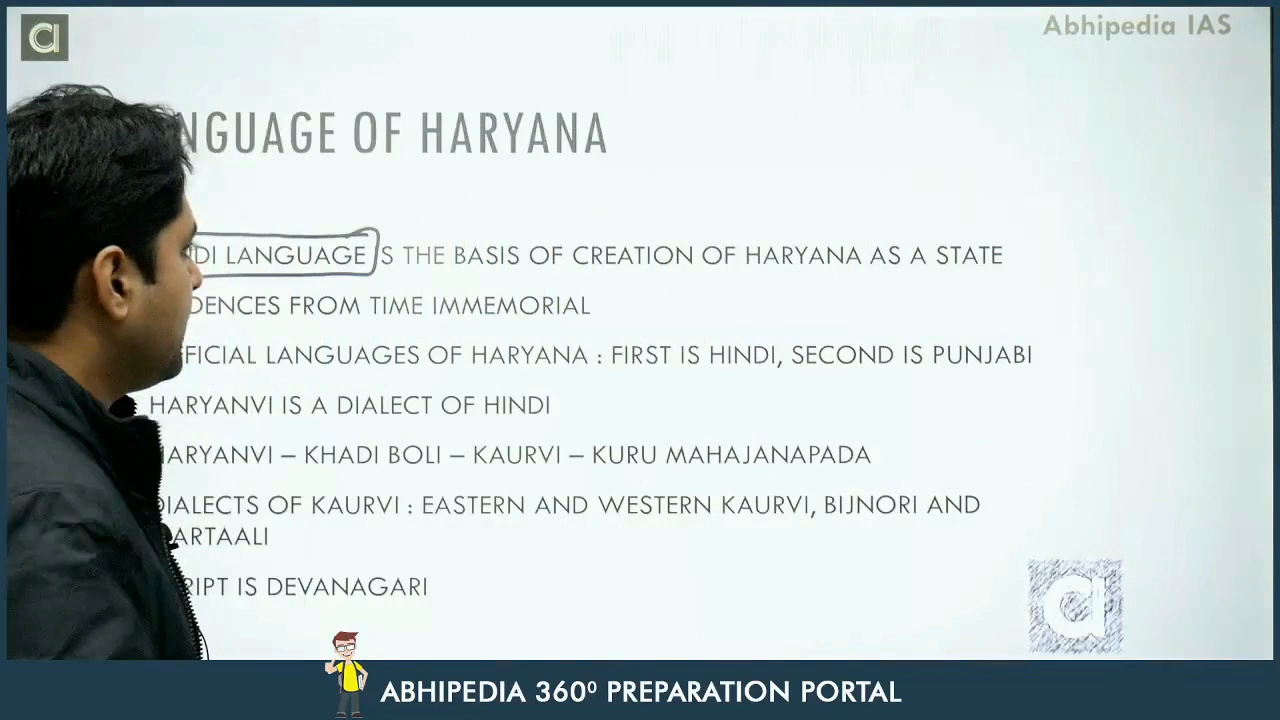 Abhipedia IAS
NGUAGE OF HARYANA
DI LANGUAGE IS THE BASIS OF CREATION OF HARYANA AS A STATE
DENCES FROM TIME IMMEMORIAL
FICIAL LANGUAGES OF HARYANA : FIRST IS HINDI, SECOND IS PUNJABI
HARYANVI IS A DIALECT OF HINDI
HARYANVI – KHADI BOLI – KAURVI – KURU MAHAJANAPADA
DIALECTS OF KAURVI : EASTERN AND WESTERN KAURVI, BIJNORI AND
ARTAALI
RIPT IS DEVANAGARI
ABHIPEDIA 360⁰ PREPARATION PORTAL